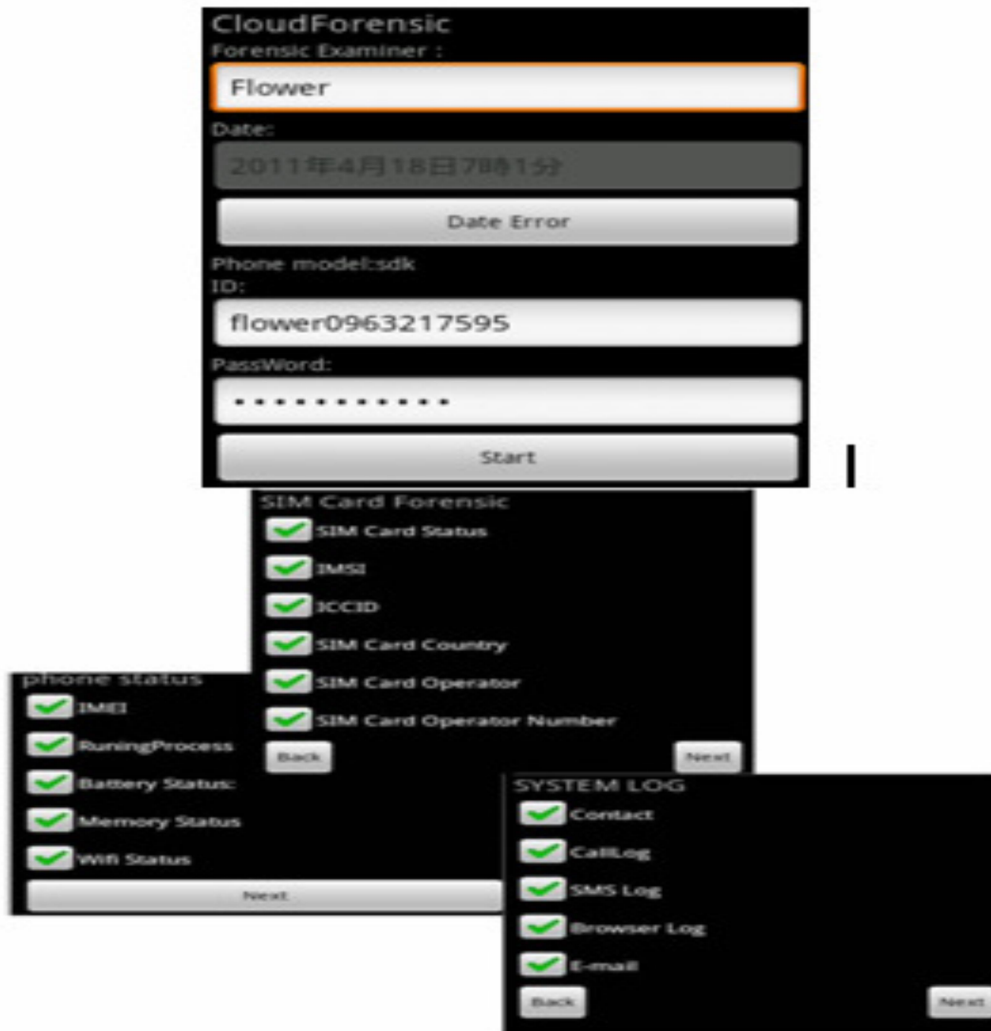 CloudForensic
Forensic Examiner :
Flower
Date:
2011年4月18日7時1分
Date Error
Phone model:sdk
ID:
flower0963217595
PassWord:
•••••••••••
Start
SIM Card Forensic
SIM Card Status
IMSI
ICCID
SIM Card Country
SIM Card Operator
SIM Card Operator Number
Back
Next
phone status
IMEI
RuningProcess
Battery Status:
Memory Status
Wifi Status
Next
SYSTEM LOG
Contact
CallLog
SMS Log
Browser Log
E-mail
Back
Next